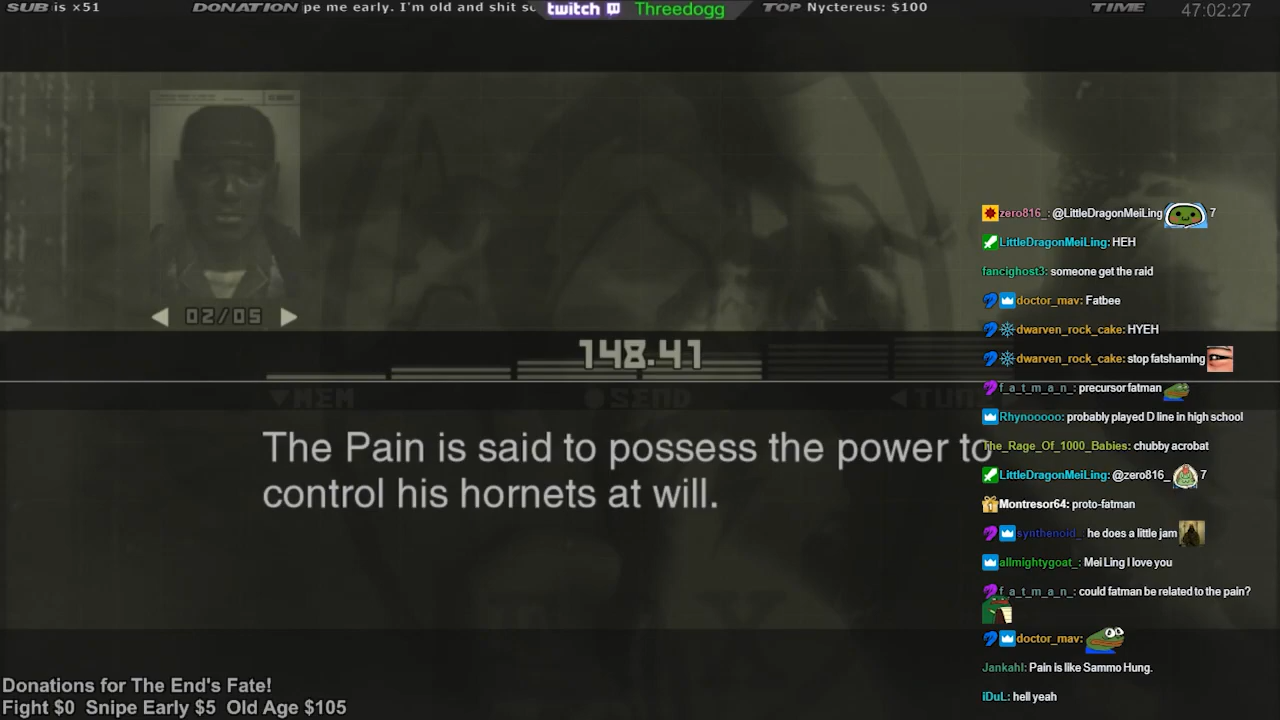 SUB is ×51
DONATION pe me early. I'm old and shit so
twitch Threedogg
TOP Nyctereus: $100
TIME 47:02:27
02/05
148.41
MEM
SEND
TUNE
The Pain is said to possess the power to
control his hornets at will.
zero816_: @LittleDragonMeiLing 7
LittleDragonMeiLing: HEH
fancighost3: someone get the raid
doctor_mav: Fatbee
dwarven_rock_cake: HYEH
dwarven_rock_cake: stop fatshaming
f_a_t_m_a_n_: precursor fatman
Rhynooooo: probably played D line in high school
The_Rage_Of_1000_Babies: chubby acrobat
LittleDragonMeiLing: @zero816_ 7
Montresor64: proto-fatman
synthenoid_: he does a little jam
allmightygoat_: Mei Ling I love you
f_a_t_m_a_n_: could fatman be related to the pain?
doctor_mav:
Jankahl: Pain is like Sammo Hung.
iDuL: hell yeah
Donations for The End's Fate!
Fight $0 Snipe Early $5 Old Age $105